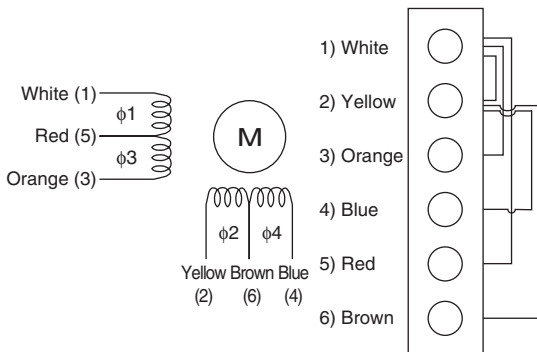 White (1)
ϕ1
Red (5)
ϕ3
Orange (3)
M
ϕ2
ϕ4
Yellow Brown Blue
(2) (6) (4)
1) White
2) Yellow
3) Orange
4) Blue
5) Red
6) Brown